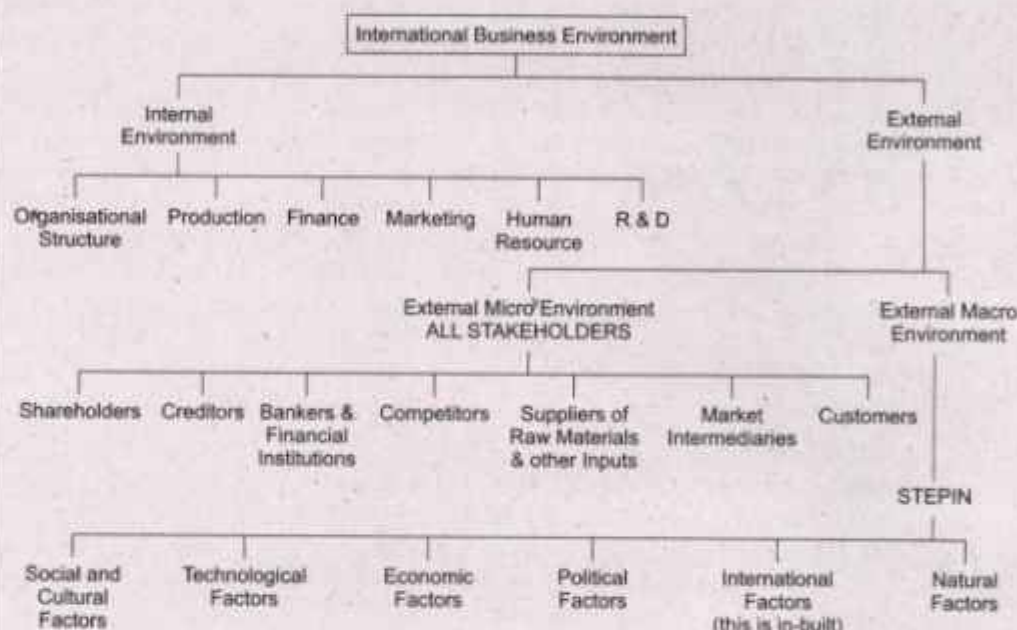 International Business Environment
Internal
Environment
External
Environment
Organisational
Structure
Production
Finance
Marketing
Human
Resource
R & D
External Micro Environment
ALL STAKEHOLDERS
External Macro
Environment
Shareholders
Creditors
Bankers &
Financial
Institutions
Competitors
Suppliers of
Raw Materials
& other Inputs
Market
Intermediaries
Customers
STEPIN
Social and
Cultural
Factors
Technological
Factors
Economic
Factors
Political
Factors
International
Factors
(this is in-built)
Natural
Factors